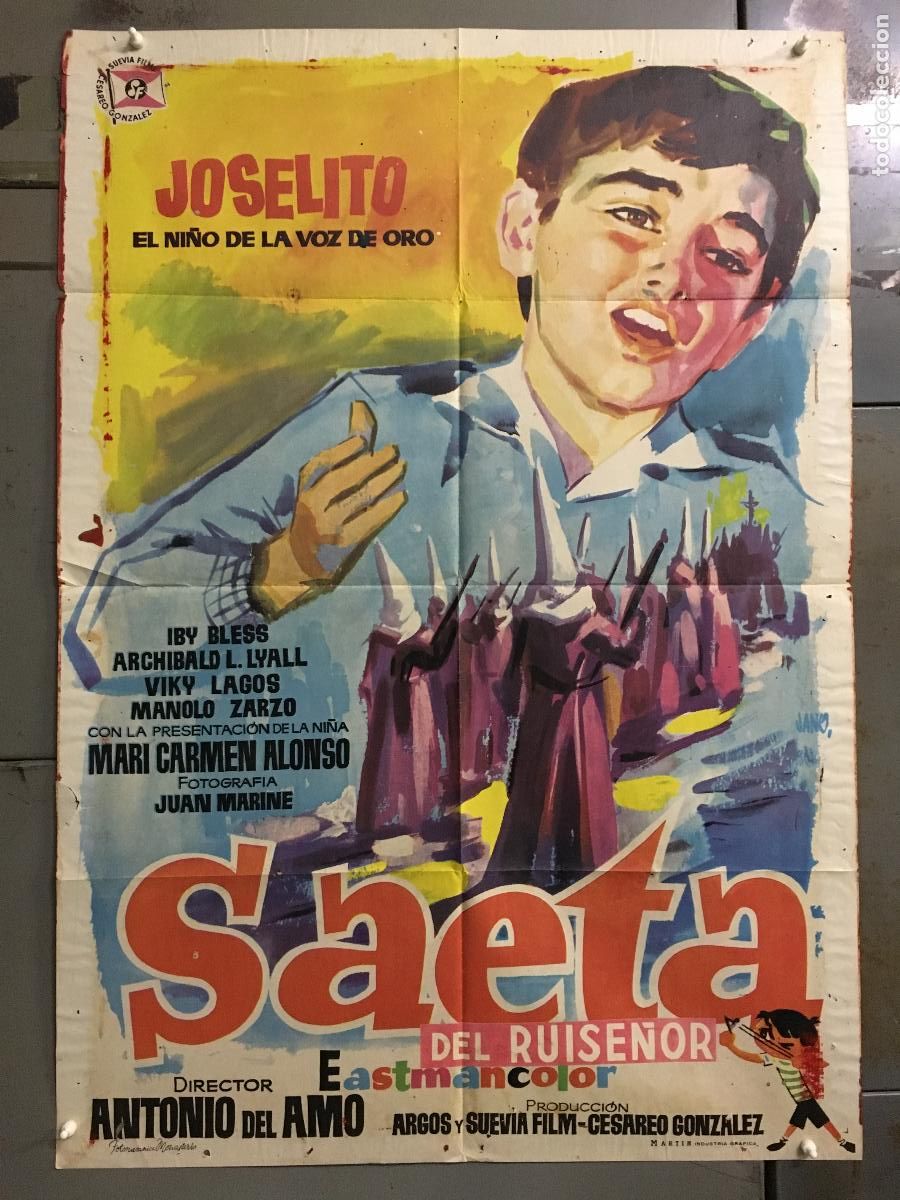 SUEVIA FILM
CESAREO GONZALEZ
SF
JOSELITO
EL NIÑO DE LA VOZ DE ORO
IBY BLESS
ARCHIBALD L. LYALL
VIKY LAGOS
MANOLO ZARZO
CON LA PRESENTACIÓN DE LA NIÑA
MARI CARMEN ALONSO
FOTOGRAFIA
JUAN MARINE
JANO.
Saeta
DEL RUISEÑOR
Eastmancolor
DIRECTOR
ANTONIO DEL AMO
PRODUCCIÓN
ARGOS Y SUEVIA FILM-CESAREO GONZALEZ
MARTIN INDUSTRIA GRAFICA
todocoleccion